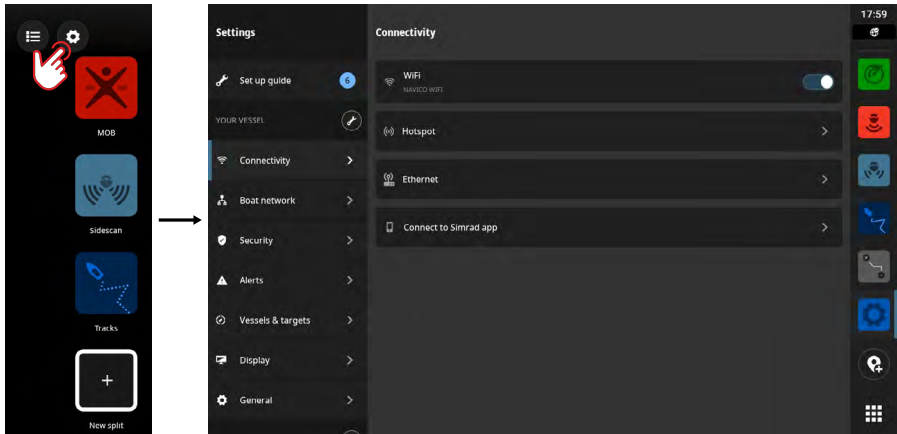 MOB
Sidescan
Tracks
+
New split
Settings
Set up guide
6
YOUR VESSEL
Connectivity
Boat network
Security
Alerts
Vessels & targets
Display
General
Connectivity
WiFi
NAVICO WIFI
Hotspot
Ethernet
Connect to Simrad app
17:59